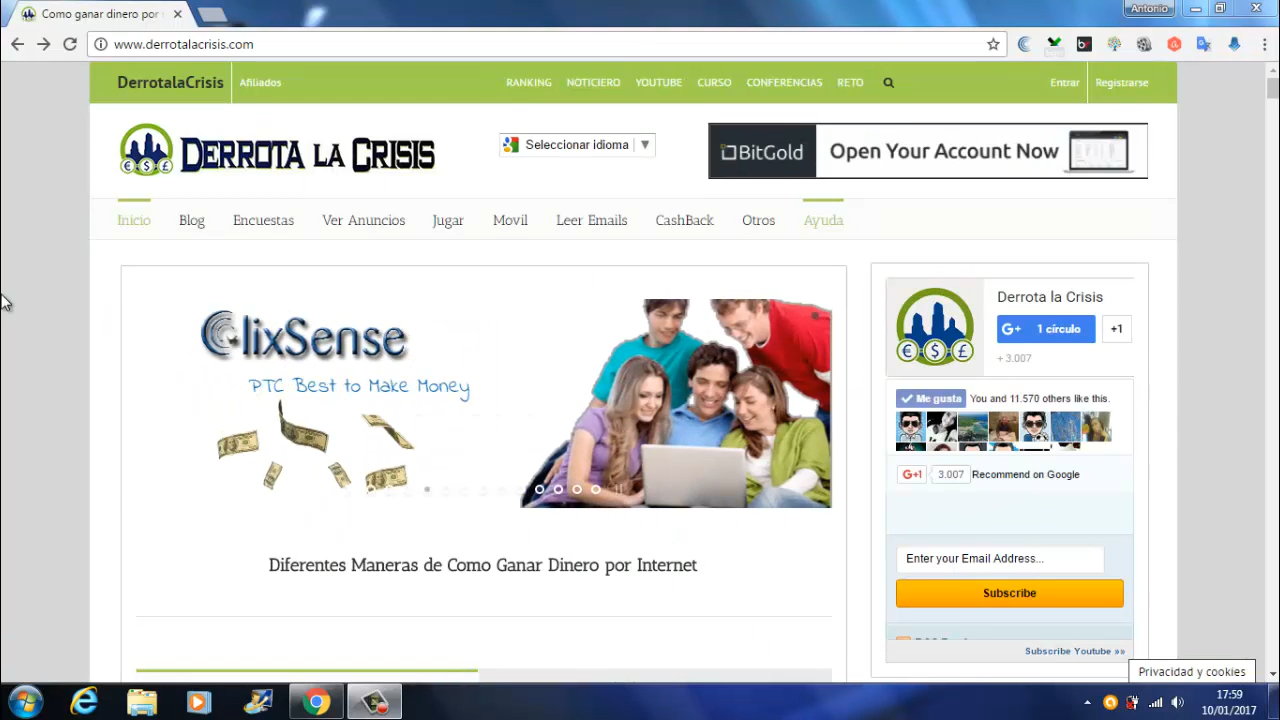 Como ganar dinero por
Antonio
www.derrotalacrisis.com
DerrotalaCrisis
Afiliados
RANKING
NOTICIERO
YOUTUBE
CURSO
CONFERENCIAS
RETO
Entrar
Registrarse
€ $ £
DERROTA LA CRISIS
Seleccionar idioma
BitGold
Open Your Account Now
Inicio
Blog
Encuestas
Ver Anuncios
Jugar
Movil
Leer Emails
CashBack
Otros
Ayuda
ClixSense
PTC Best to Make Money
Diferentes Maneras de Como Ganar Dinero por Internet
€ $ £
Derrota la Crisis
G+ 1 círculo
+1
+ 3.007
Me gusta
You and 11.570 others like this.
G+1
3.007
Recommend on Google
Enter your Email Address...
Subscribe
Subscribe Youtube »»
Privacidad y cookies
17:59
10/01/2017